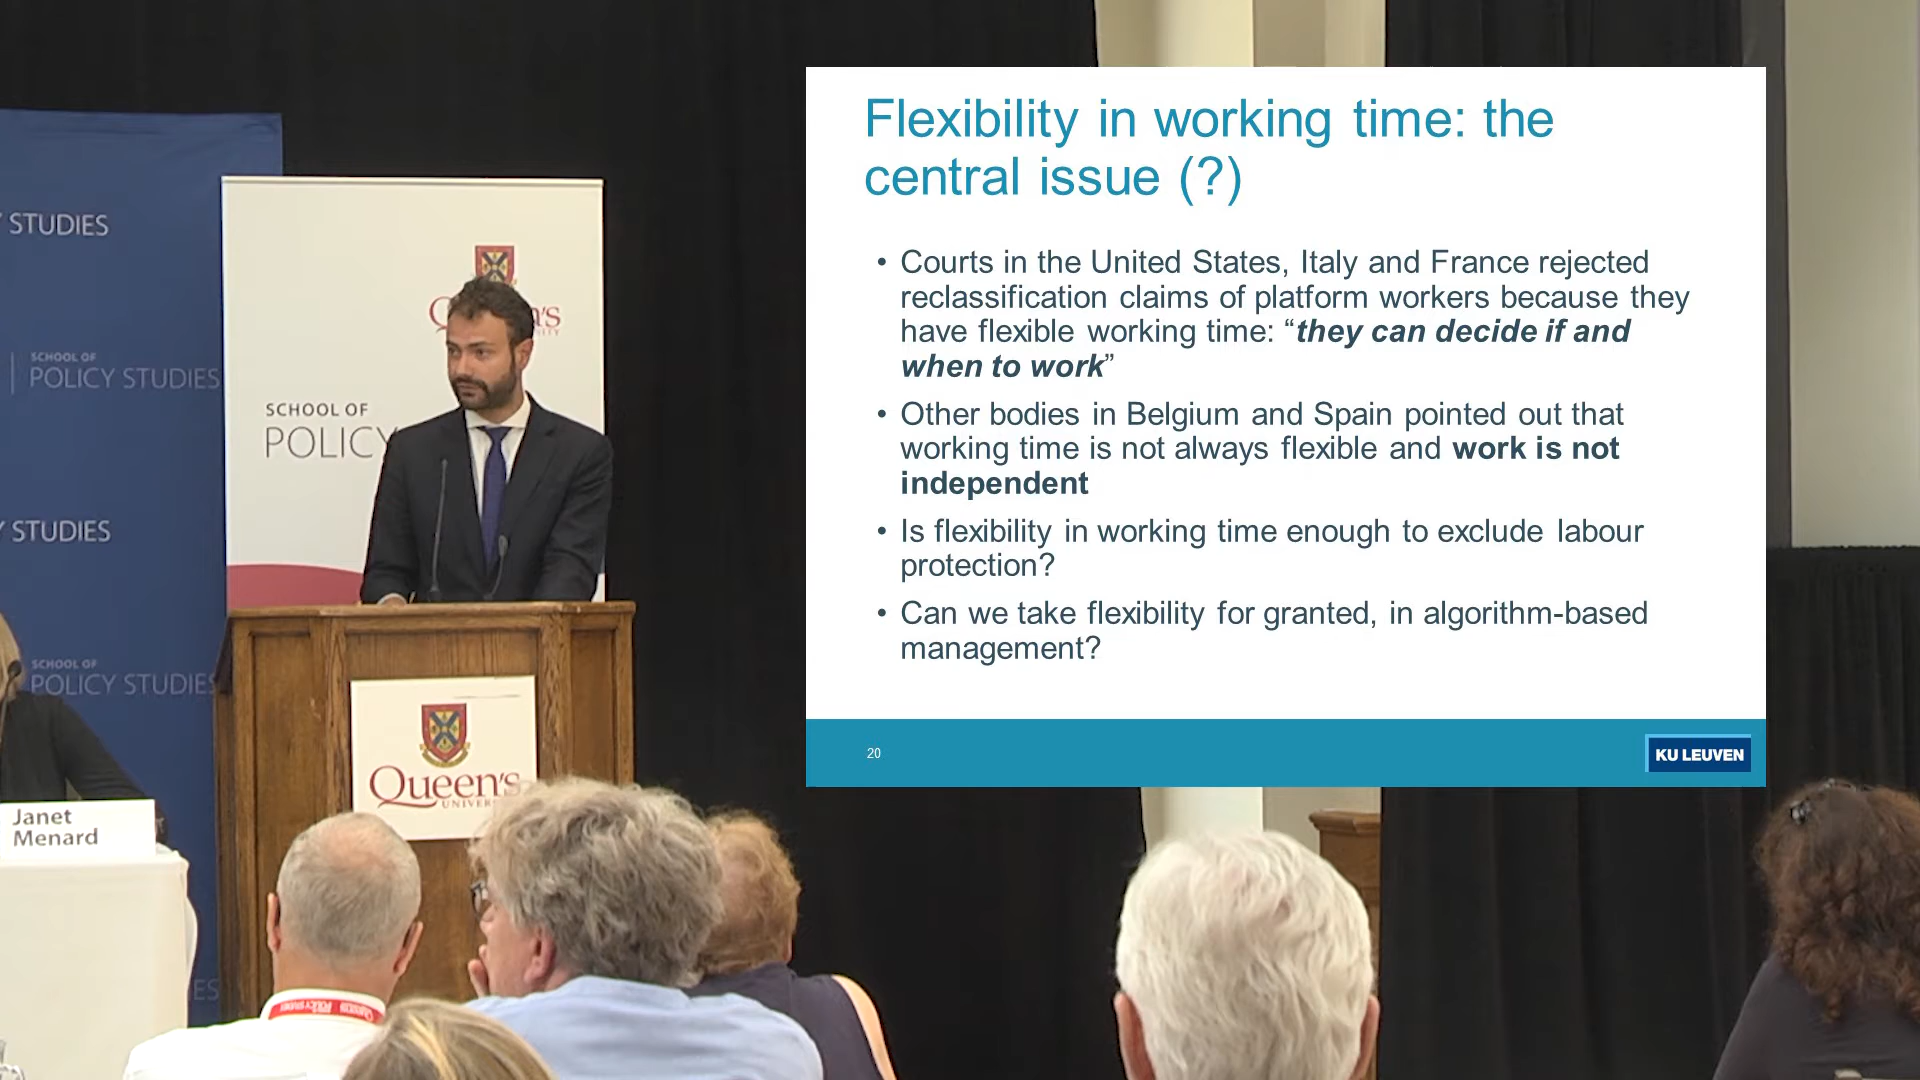 STUDIES
SCHOOL OF
POLICY STUDIES
STUDIES
SCHOOL OF
POLICY STUDIES
SCHOOL OF
POLICY
Queen's
UNIVERSITY
Janet
Menard
Flexibility in working time: the
central issue (?)
• Courts in the United States, Italy and France rejected
reclassification claims of platform workers because they
have flexible working time: “they can decide if and
when to work”
• Other bodies in Belgium and Spain pointed out that
working time is not always flexible and work is not
independent
• Is flexibility in working time enough to exclude labour
protection?
• Can we take flexibility for granted, in algorithm-based
management?
20
KU LEUVEN